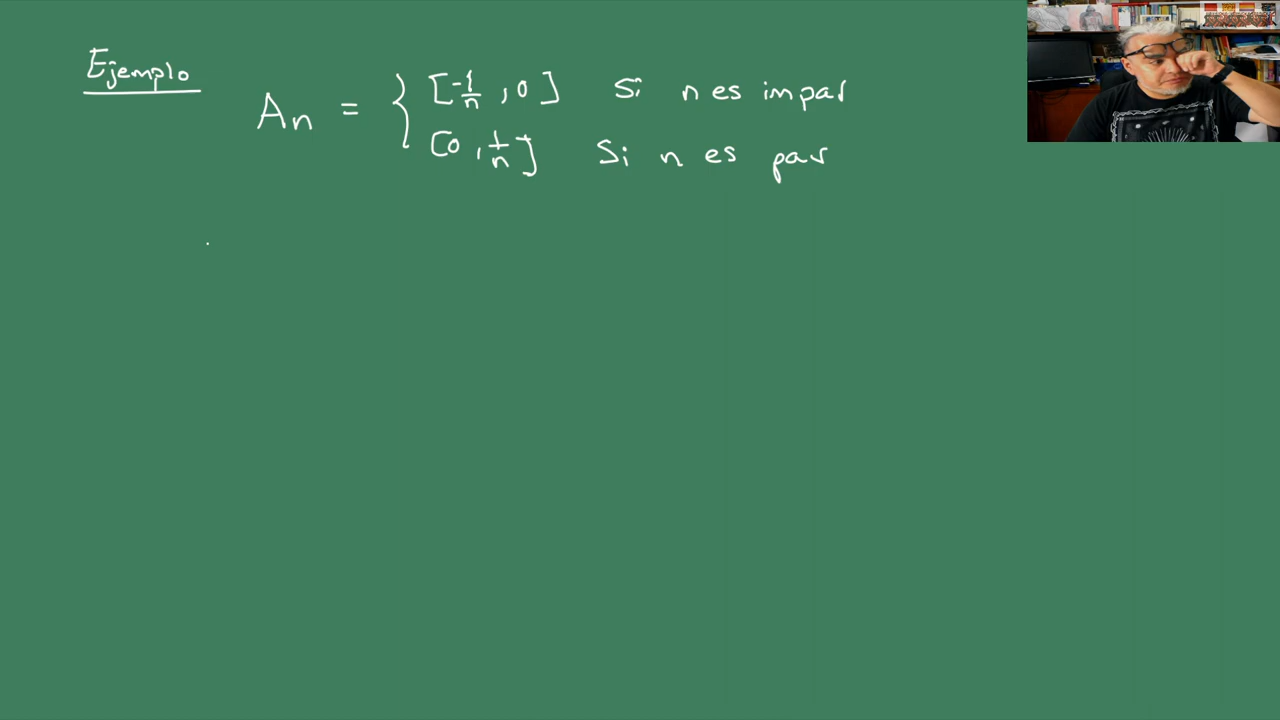 Ejemplo
An = { [-1/n , 0] Si n es impar
[0 , 1/n] Si n es par